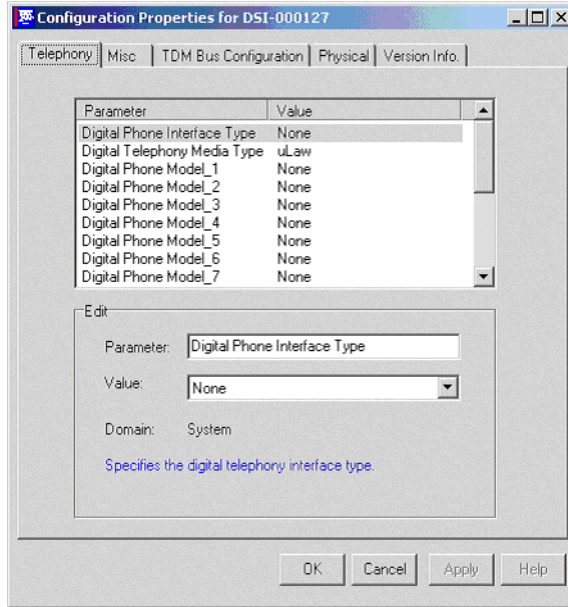 Configuration Properties for DSI-000127
Telephony Misc TDM Bus Configuration Physical Version Info.
Parameter Value
Digital Phone Interface Type None
Digital Telephony Media Type uLaw
Digital Phone Model_1 None
Digital Phone Model_2 None
Digital Phone Model_3 None
Digital Phone Model_4 None
Digital Phone Model_5 None
Digital Phone Model_6 None
Digital Phone Model_7 None
Edit
Parameter: Digital Phone Interface Type
Value: None
Domain: System
Specifies the digital telephony interface type.
OK Cancel Apply Help